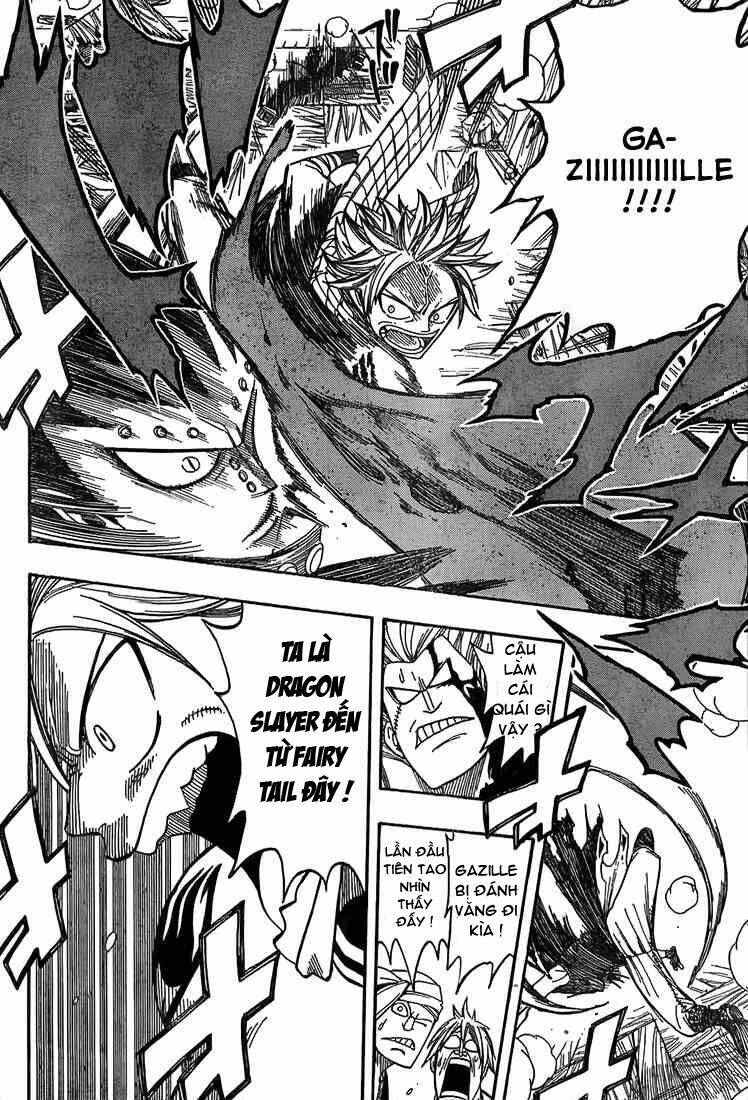 GA-
ZIIIIIIIIIIIILLE
!!!!
CẬU
LÀM
CÁI
QUÁI GÌ
VẬY ?
TA LÀ
DRAGON
SLAYER ĐẾN
TỪ FAIRY
TAIL ĐÂY !
GAZILLE
BỊ ĐÁNH
VĂNG ĐI
KÌA !
LẦN ĐẦU
TIÊN TAO
NHÌN
THẤY
ĐẤY !